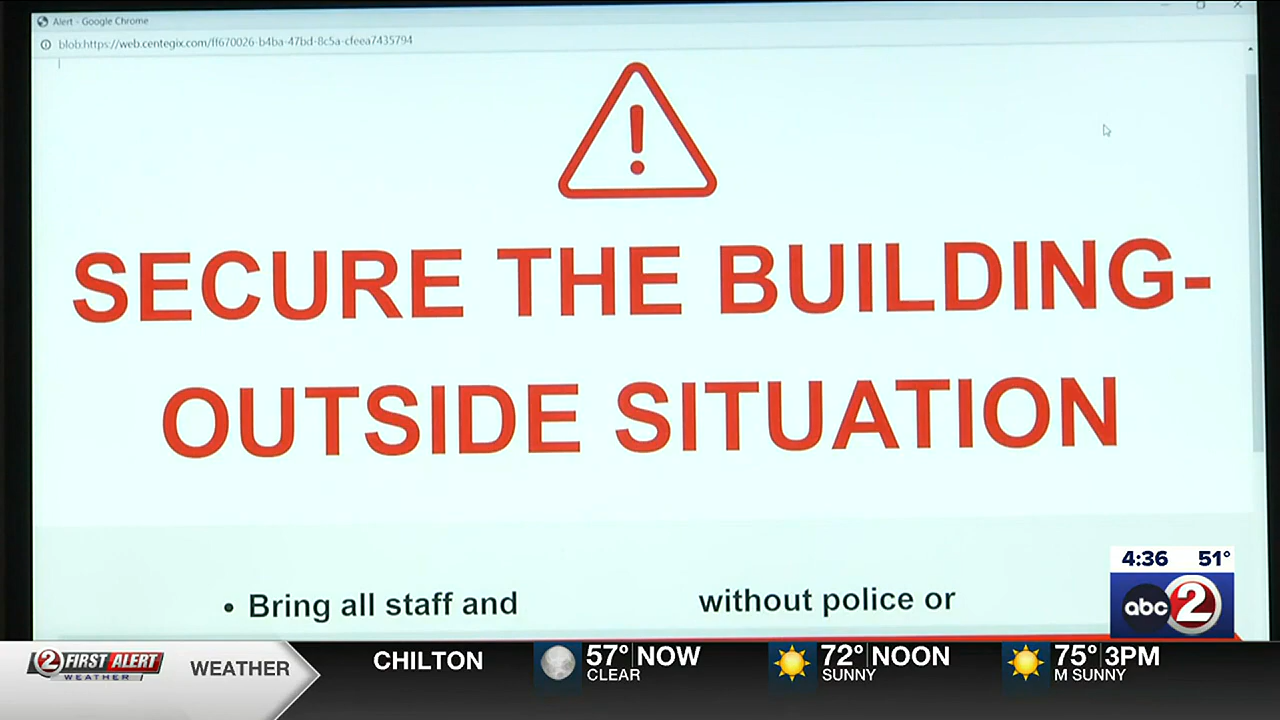 Alert - Google Chrome
blob:https://web.centegix.com/ff670026-b4ba-47bd-8c5a-cfeea7435794
SECURE THE BUILDING-
OUTSIDE SITUATION
• Bring all staff and
without police or
4:36 51°
abc 2
2 FIRST ALERT
WEATHER
WEATHER
CHILTON
57° NOW
CLEAR
72° NOON
SUNNY
75° 3PM
M SUNNY